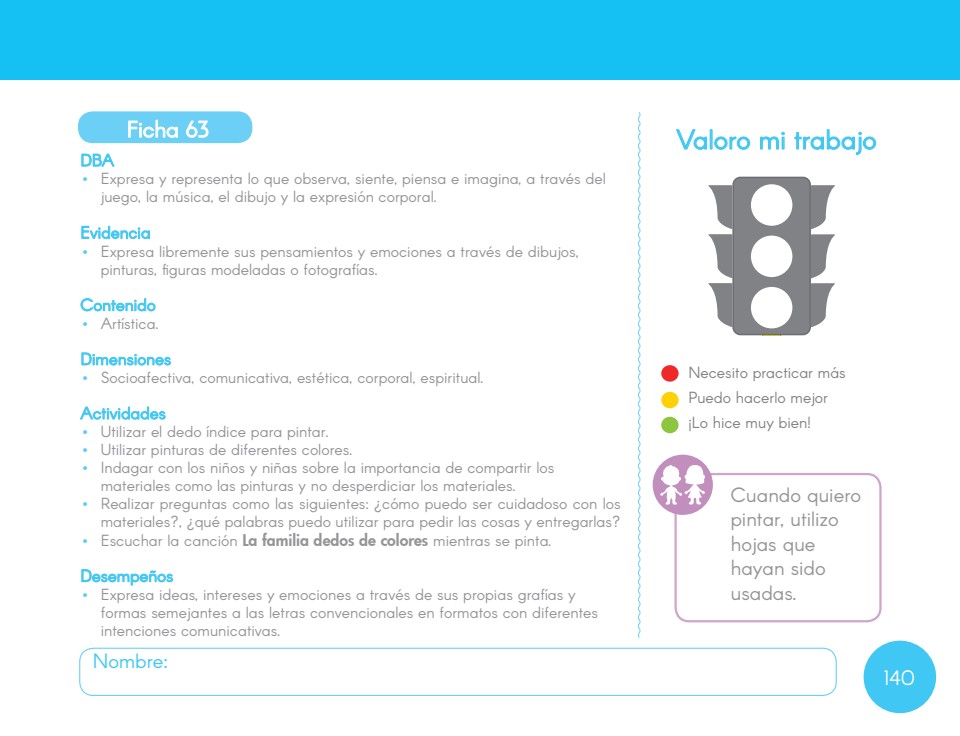 Ficha 63
DBA
• Expresa y representa lo que observa, siente, piensa e imagina, a través del
juego, la música, el dibujo y la expresión corporal.
Evidencia
• Expresa libremente sus pensamientos y emociones a través de dibujos,
pinturas, figuras modeladas o fotografías.
Contenido
• Artística.
Dimensiones
• Socioafectiva, comunicativa, estética, corporal, espiritual.
Actividades
• Utilizar el dedo índice para pintar.
• Utilizar pinturas de diferentes colores.
• Indagar con los niños y niñas sobre la importancia de compartir los
materiales como las pinturas y no desperdiciar los materiales.
• Realizar preguntas como las siguientes: ¿cómo puedo ser cuidadoso con los
materiales?, ¿qué palabras puedo utilizar para pedir las cosas y entregarlas?
• Escuchar la canción La familia dedos de colores mientras se pinta.
Desempeños
• Expresa ideas, intereses y emociones a través de sus propias grafías y
formas semejantes a las letras convencionales en formatos con diferentes
intenciones comunicativas.
Valoro mi trabajo
Necesito practicar más
Puedo hacerlo mejor
¡Lo hice muy bien!
Cuando quiero
pintar, utilizo
hojas que
hayan sido
usadas.
Nombre:
140